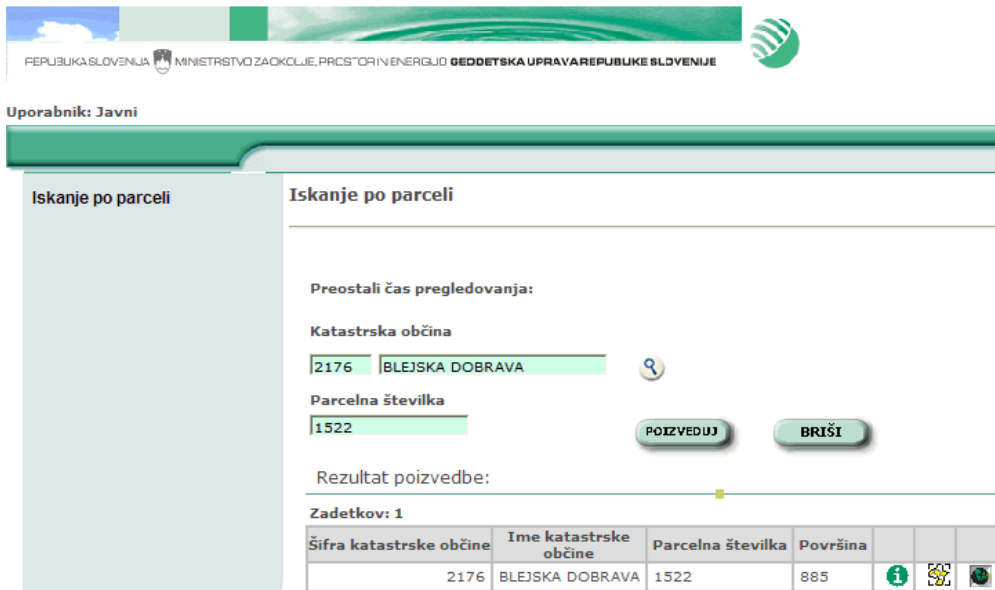 REPUBLIKA SLOVENIJA MINISTRSTVO ZA OKOLJE, PROSTOR IN ENERGIJO GEODETSKA UPRAVA REPUBLIKE SLOVENIJE
Uporabnik: Javni
Iskanje po parceli
Iskanje po parceli
Preostali čas pregledovanja:
Katastrska občina
2176 BLEJSKA DOBRAVA
Parcelna številka
1522 POIZVEDUJ BRIŠI
Rezultat poizvedbe:
Zadetkov: 1
Šifra katastrske občine Ime katastrske občine Parcelna številka Površina
2176 BLEJSKA DOBRAVA 1522 885